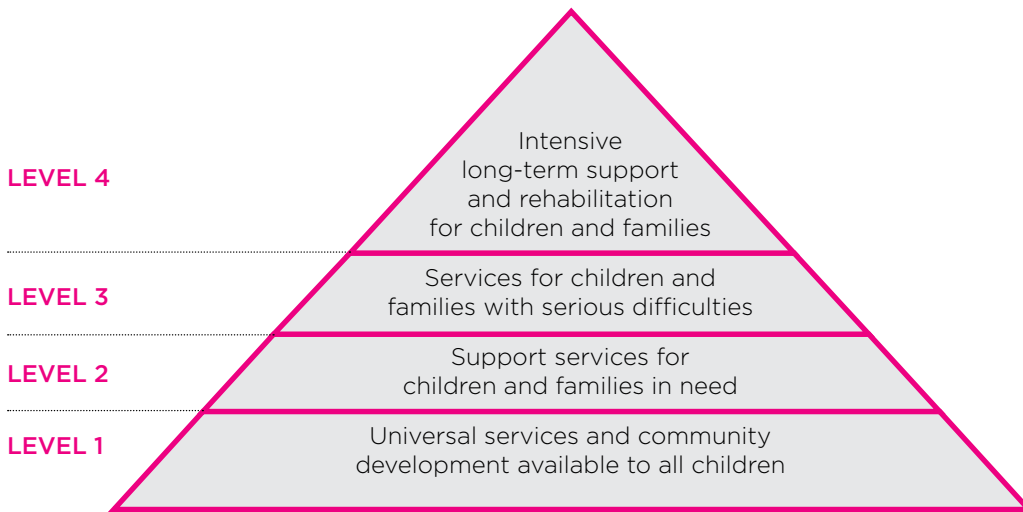 LEVEL 4
Intensive
long-term support
and rehabilitation
for children and families
LEVEL 3
Services for children and
families with serious difficulties
LEVEL 2
Support services for
children and families in need
LEVEL 1
Universal services and community
development available to all children